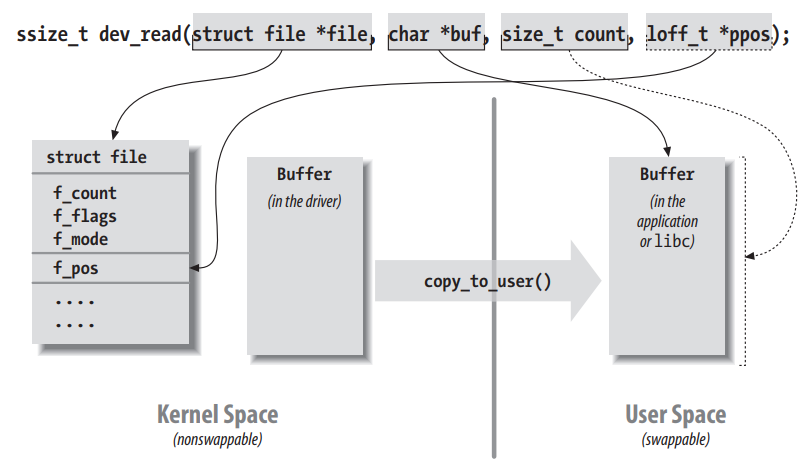 ssize_t dev_read(struct file *file, char *buf, size_t count, loff_t *ppos);
struct file
f_count
f_flags
f_mode
f_pos
....
....
Buffer
(in the driver)
copy_to_user()
Buffer
(in the
application
or libc)
Kernel Space
(nonswappable)
User Space
(swappable)